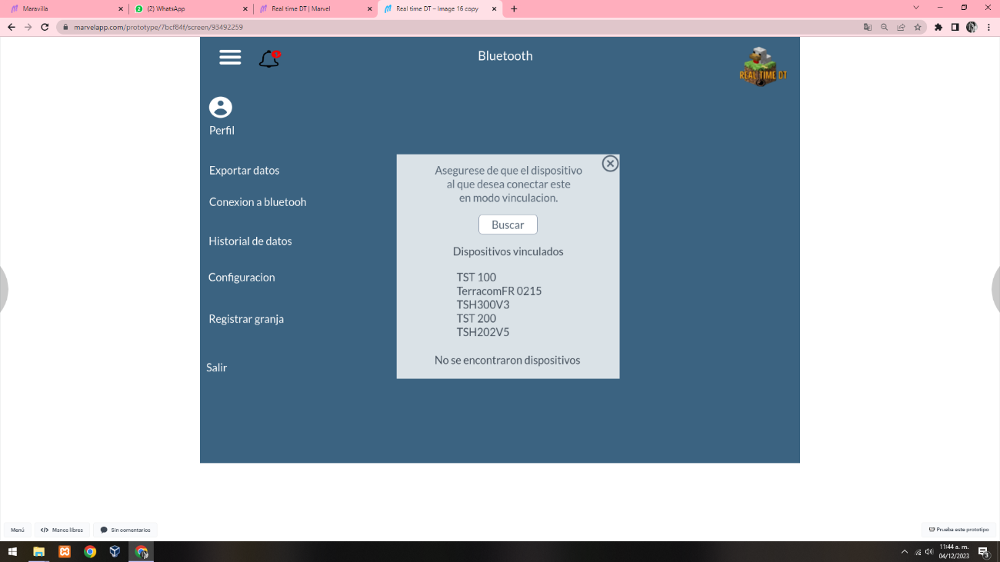 Maravilla
(2) WhatsApp
Real time DT | Marvel
Real time DT – Image 16 copy
marvelapp.com/prototype/7bcf84f/screen/93492259
Bluetooth
REAL TIME DT
Perfil
Exportar datos
Conexion a bluetooh
Historial de datos
Configuracion
Registrar granja
Salir
Asegurese de que el dispositivo
al que desea conectar este
en modo vinculacion.
Buscar
Dispositivos vinculados
TST 100
TerracomFR 0215
TSH300V3
TST 200
TSH202V5
No se encontraron dispositivos
Menú
Manos libres
Sin comentarios
Prueba este prototipo
11:44 a. m.
04/12/2023
3